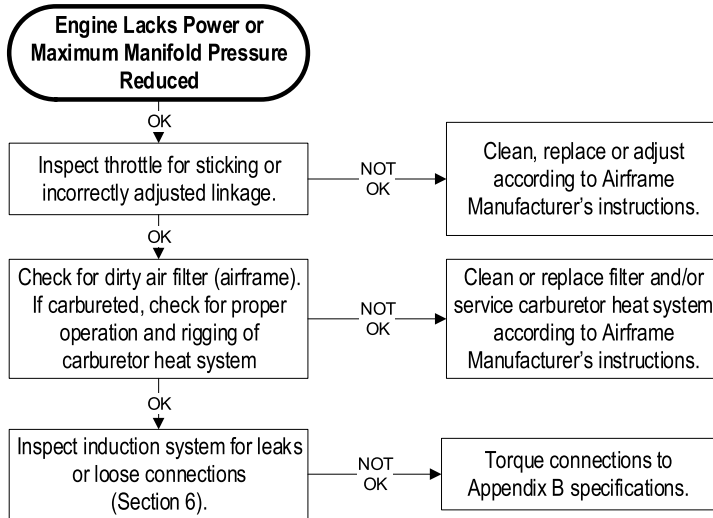 Engine Lacks Power or
Maximum Manifold Pressure
Reduced
OK
Inspect throttle for sticking or
incorrectly adjusted linkage.
NOT
OK
Clean, replace or adjust
according to Airframe
Manufacturer’s instructions.
OK
Check for dirty air filter (airframe).
If carbureted, check for proper
operation and rigging of
carburetor heat system
NOT
OK
Clean or replace filter and/or
service carburetor heat system
according to Airframe
Manufacturer’s instructions.
OK
Inspect induction system for leaks
or loose connections
(Section 6).
NOT
OK
Torque connections to
Appendix B specifications.